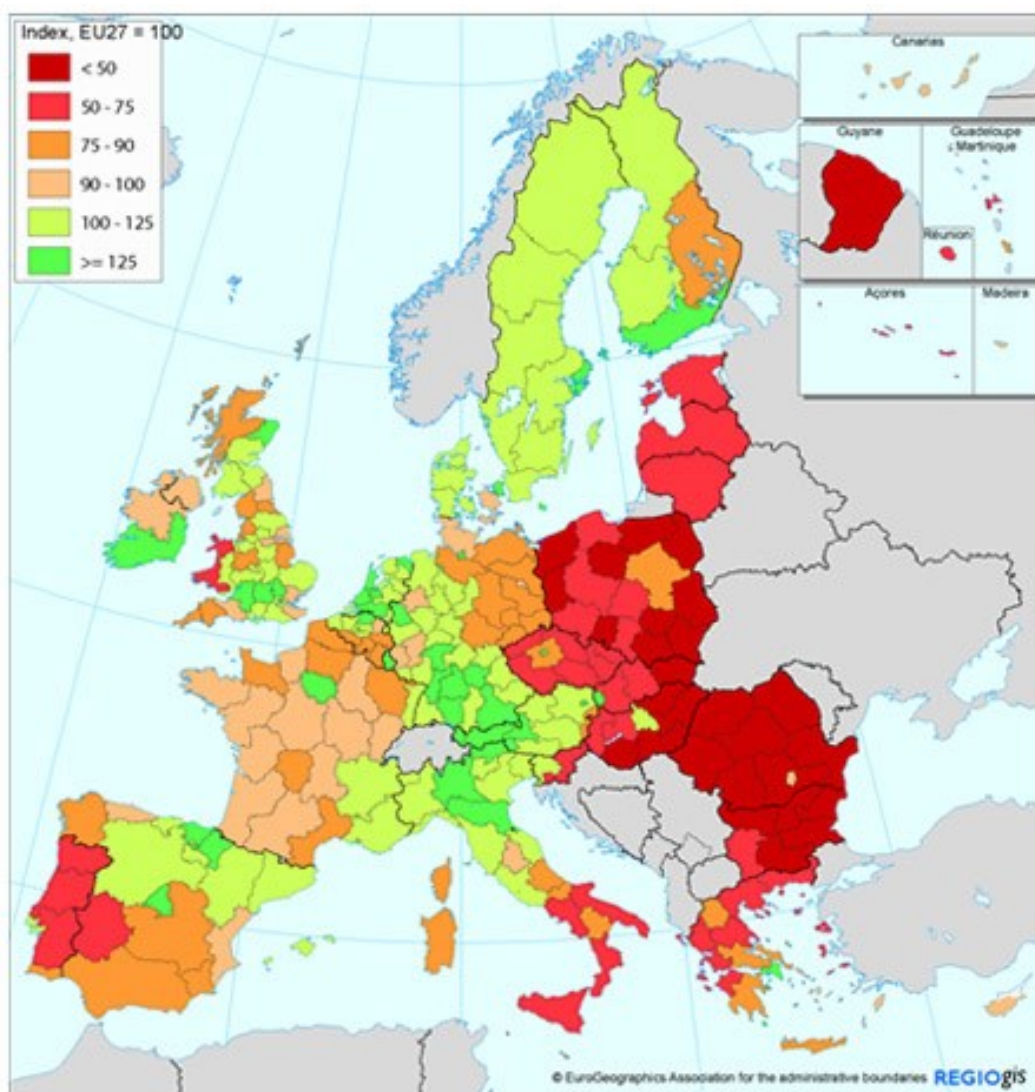 Index, EU27 = 100
< 50
50 - 75
75 - 90
90 - 100
100 - 125
>= 125
Canarias
Guyane
Guadeloupe
Martinique
Réunion
Açores
Madeira
© EuroGeographics Association for the administrative boundaries REGIOgis